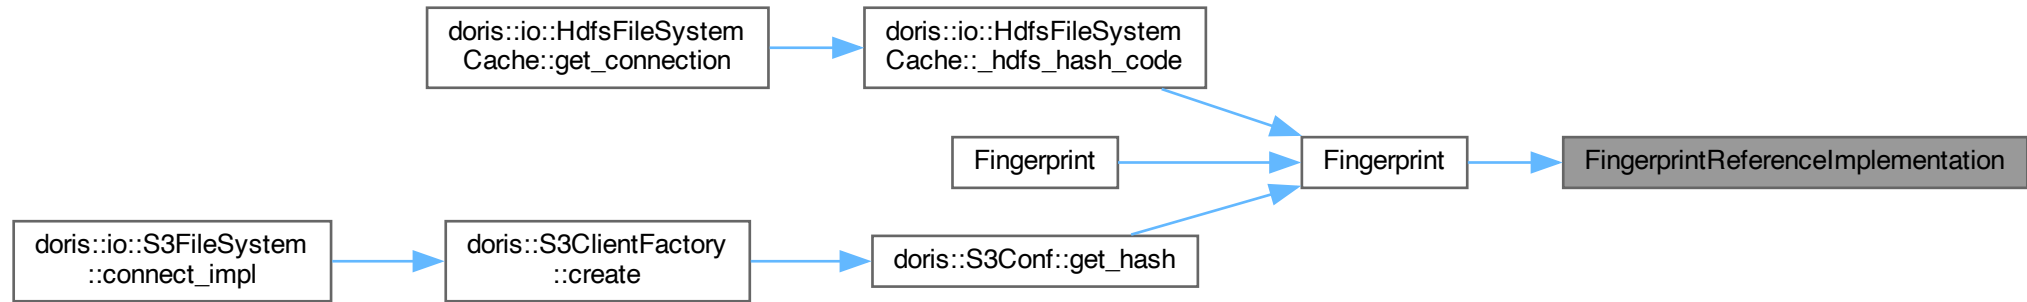 doris::io::HdfsFileSystem
Cache::get_connection
doris::io::HdfsFileSystem
Cache::_hdfs_hash_code
Fingerprint
Fingerprint
FingerprintReferenceImplementation
doris::io::S3FileSystem
::connect_impl
doris::S3ClientFactory
::create
doris::S3Conf::get_hash